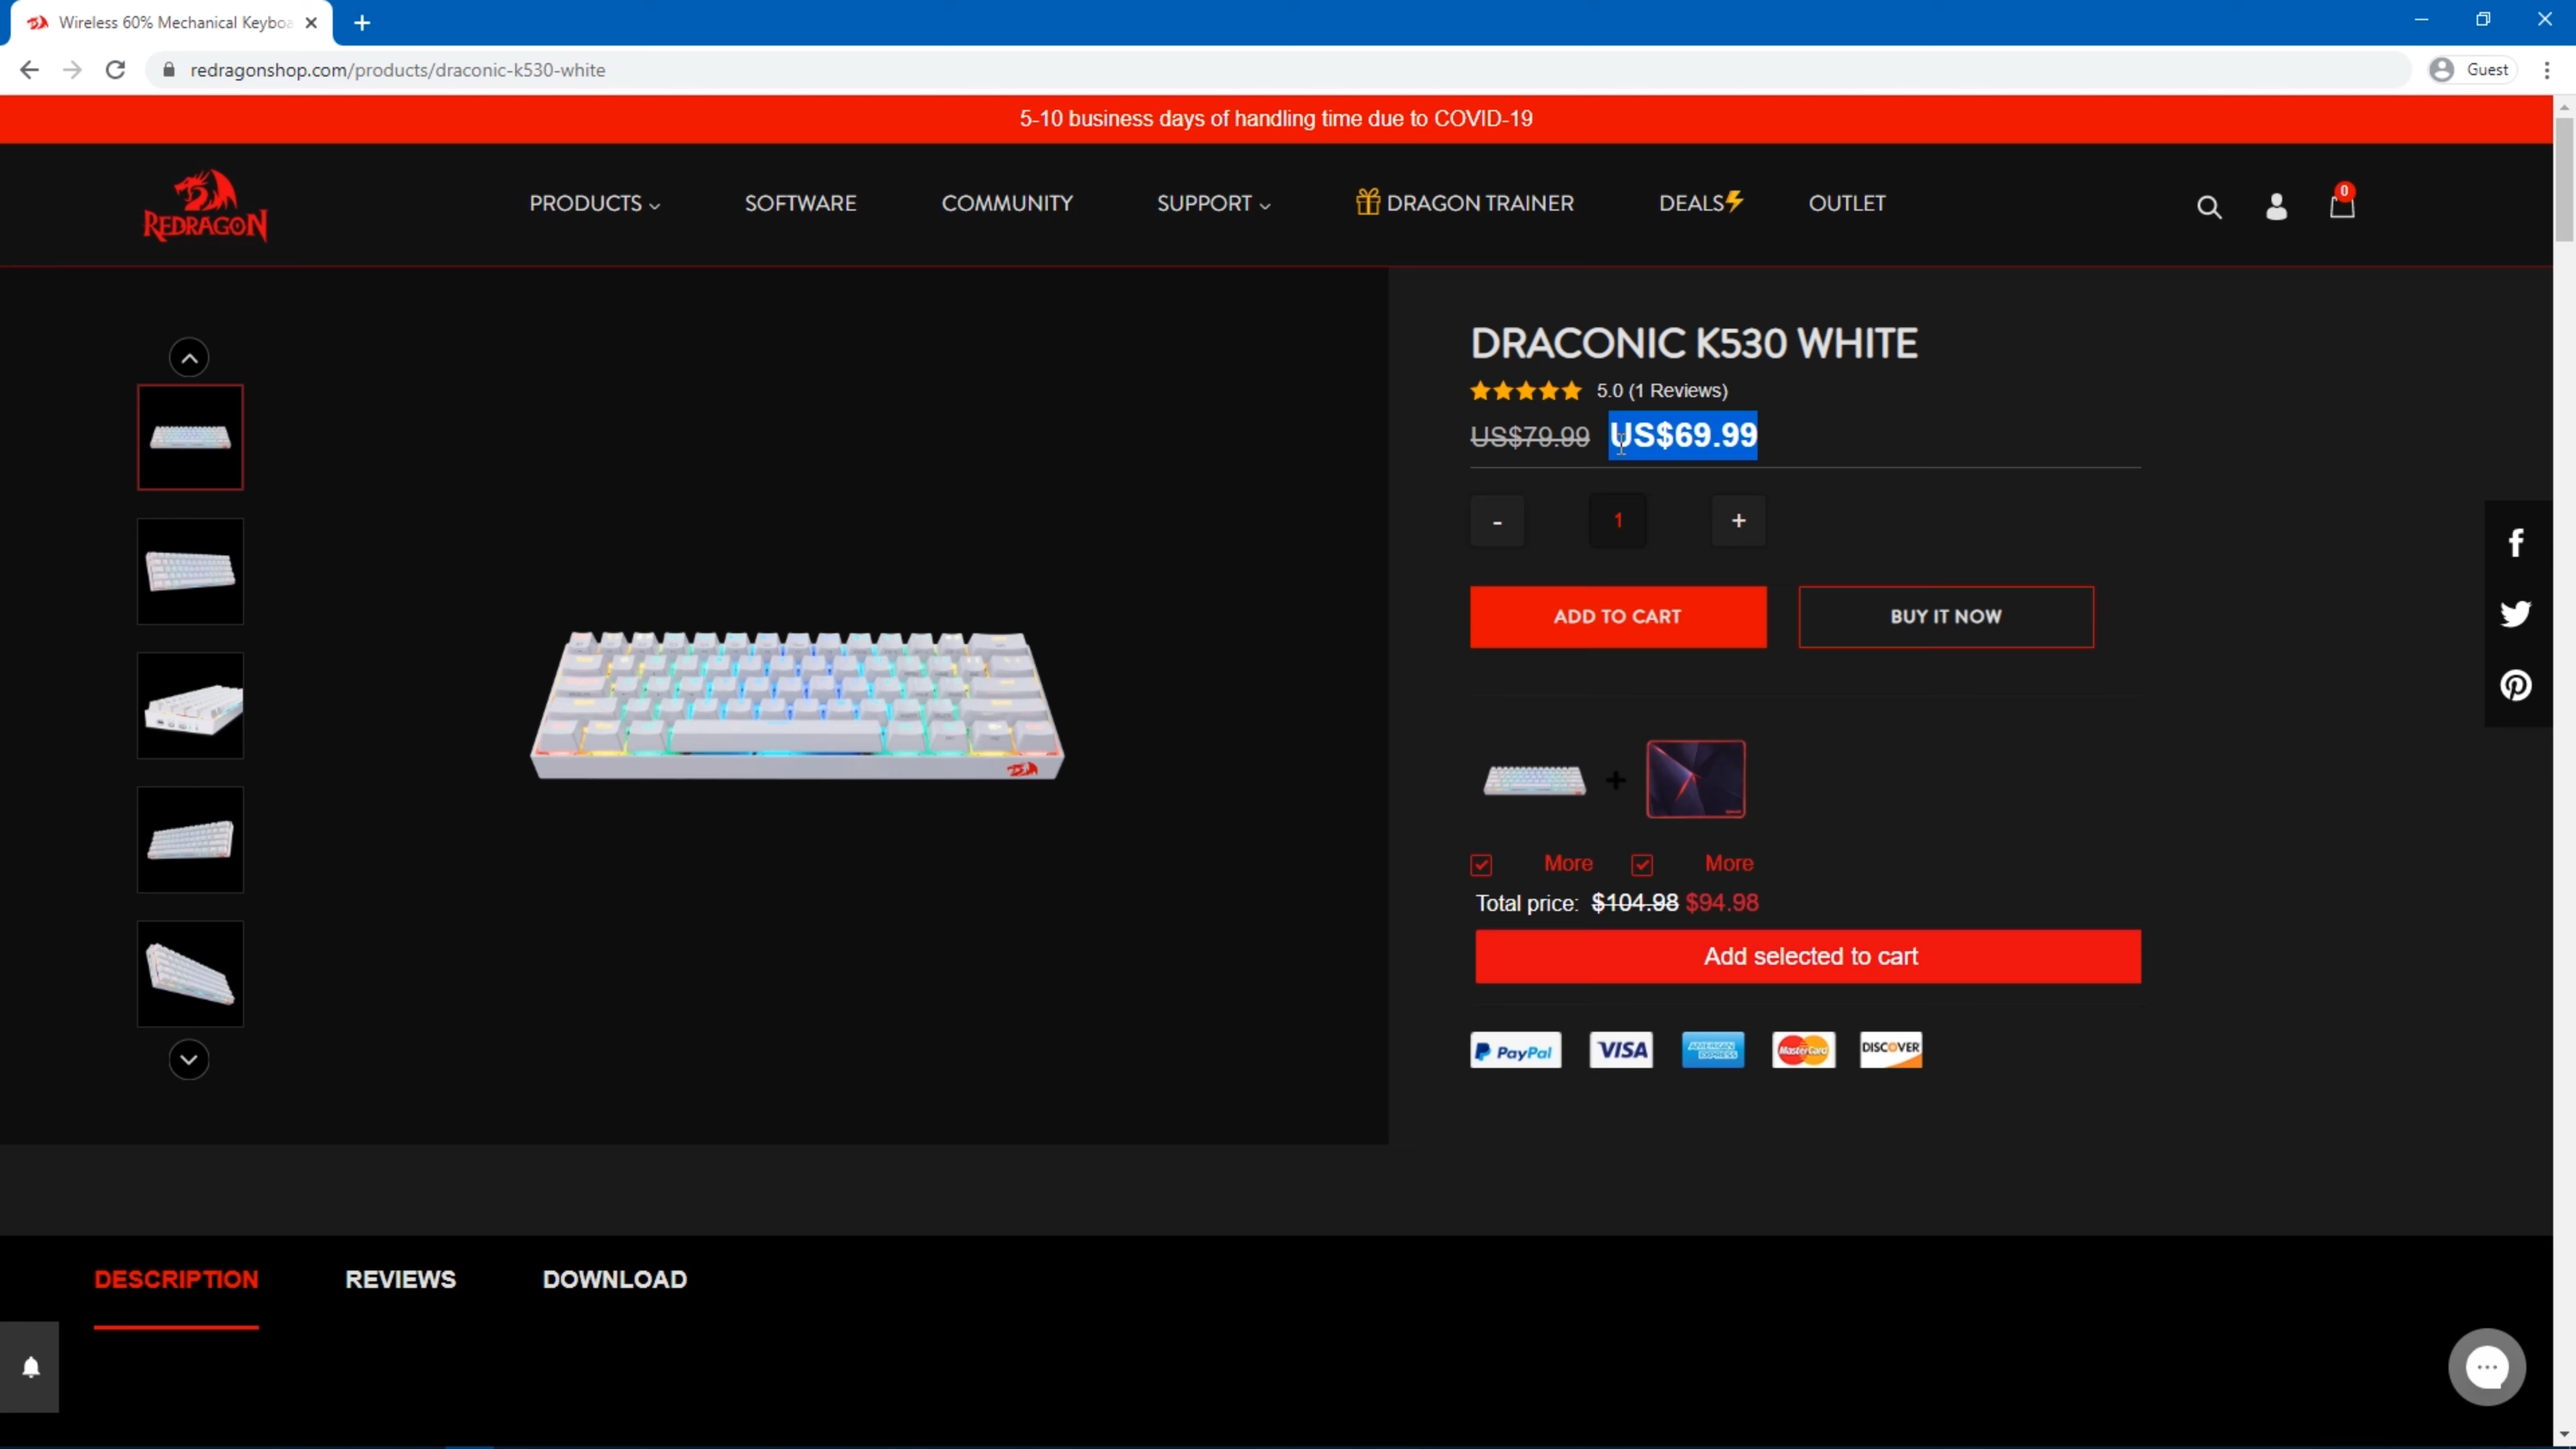 Wireless 60% Mechanical Keyboa
redragonshop.com/products/draconic-k530-white
Guest
5-10 business days of handling time due to COVID-19
REDRAGON
PRODUCTS
SOFTWARE
COMMUNITY
SUPPORT
DRAGON TRAINER
DEALS
OUTLET
0
DRACONIC K530 WHITE
5.0 (1 Reviews)
US$79.99 US$69.99
- 1 +
ADD TO CART
BUY IT NOW
+
More
More
Total price: $104.98 $94.98
Add selected to cart
PayPal
VISA
AMERICAN EXPRESS
MasterCard
DISCOVER
DESCRIPTION
REVIEWS
DOWNLOAD